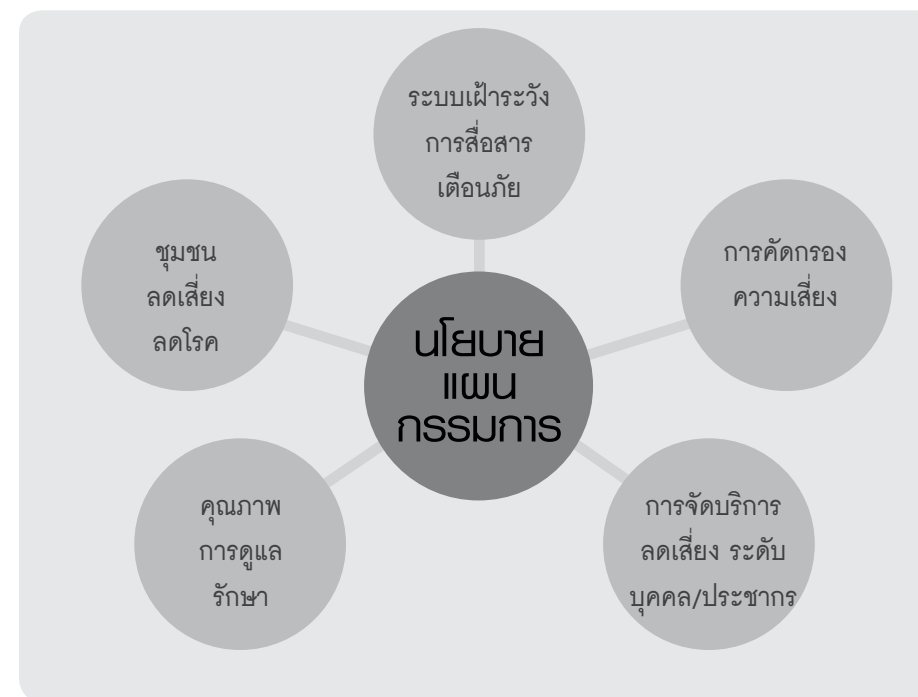 ระบบเฝ้าระวัง
การสื่อสาร
เตือนภัย
การคัดกรอง
ความเสี่ยง
การจัดบริการ
ลดเสี่ยง ระดับ
บุคคล/ประชากร
คุณภาพ
การดูแล
รักษา
ชุมชน
ลดเสี่ยง
ลดโรค
นโยบาย
แผน
กรรมการ